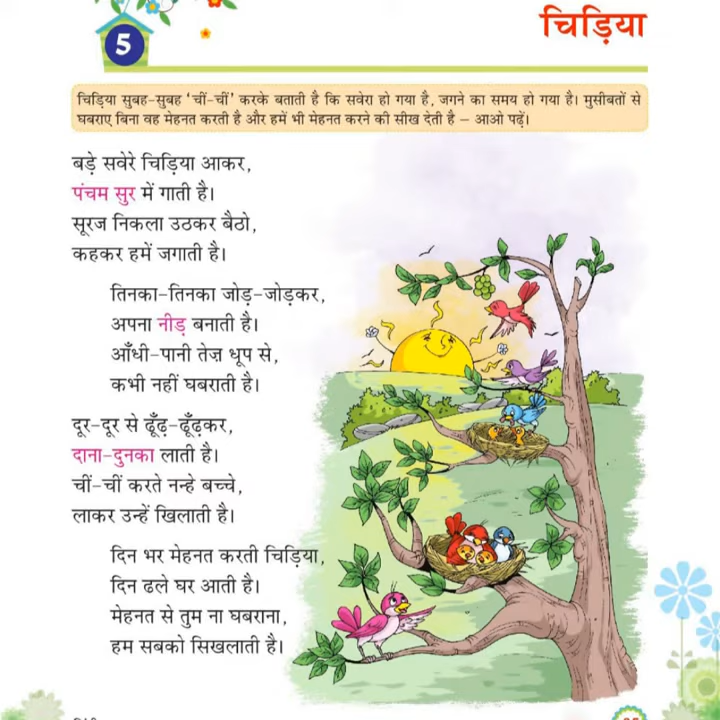 5
चिड़िया
चिड़िया सुबह-सुबह ‘चीं-चीं’ करके बताती है कि सवेरा हो गया है, जगने का समय हो गया है। मुसीबतों से
घबराए बिना वह मेहनत करती है और हमें भी मेहनत करने की सीख देती है – आओ पढ़ें।
बड़े सवेरे चिड़िया आकर,
पंचम सुर में गाती है।
सूरज निकला उठकर बैठो,
कहकर हमें जगाती है।
तिनका-तिनका जोड़-जोड़कर,
अपना नीड़ बनाती है।
आँधी-पानी तेज धूप से,
कभी नहीं घबराती है।
दूर-दूर से ढूँढ़-ढूँढ़कर,
दाना-दुनका लाती है।
चीं-चीं करते नन्हे बच्चे,
लाकर उन्हें खिलाती है।
दिन भर मेहनत करती चिड़िया,
दिन ढले घर आती है।
मेहनत से तुम ना घबराना,
हम सबको सिखलाती है।